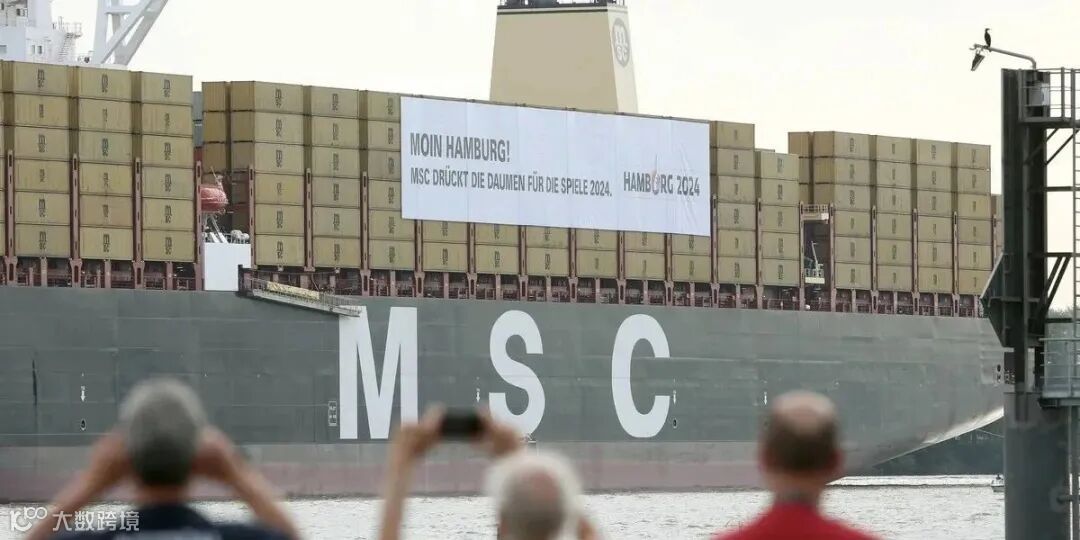 MOIN HAMBURG!
MSC DRÜCKT DIE DAUMEN FÜR DIE SPIELE 2024.
HAMBURG 2024
MSC
大数跨境